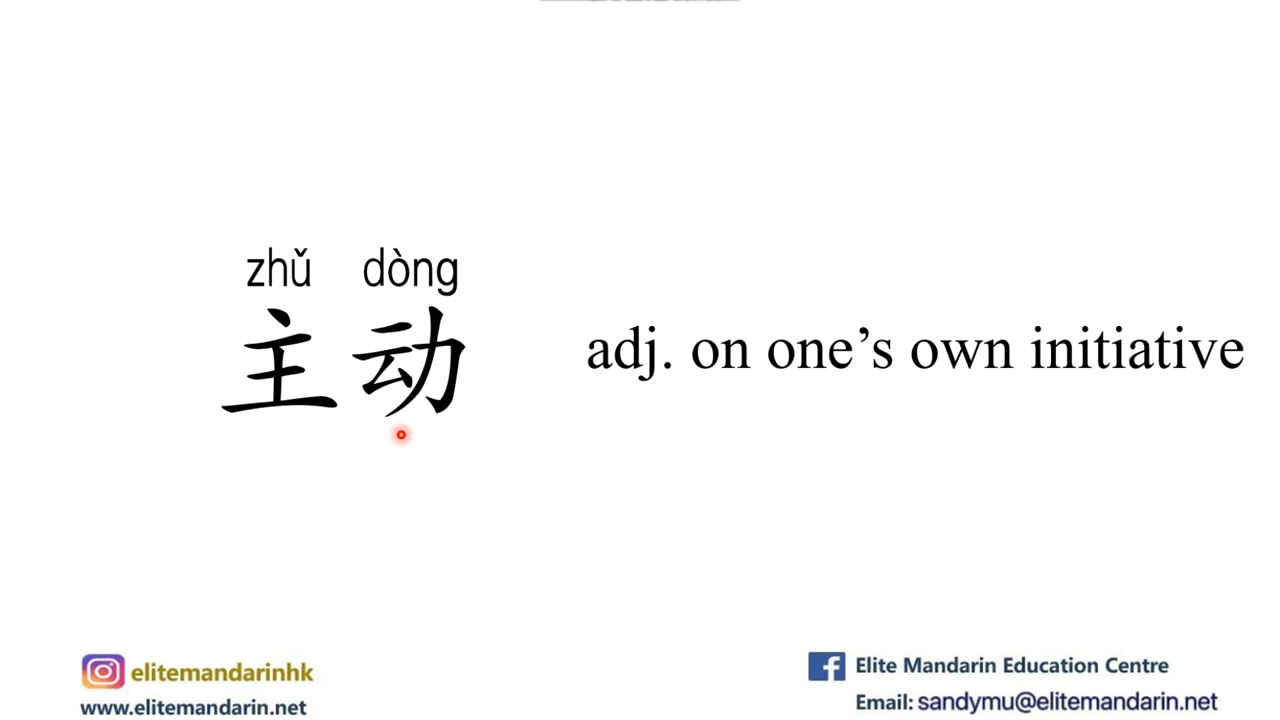 zhǔ dòng
主动 adj. on one’s own initiative
elitemandarinhk
www.elitemandarin.net
Elite Mandarin Education Centre
Email: sandymu@elitemandarin.net